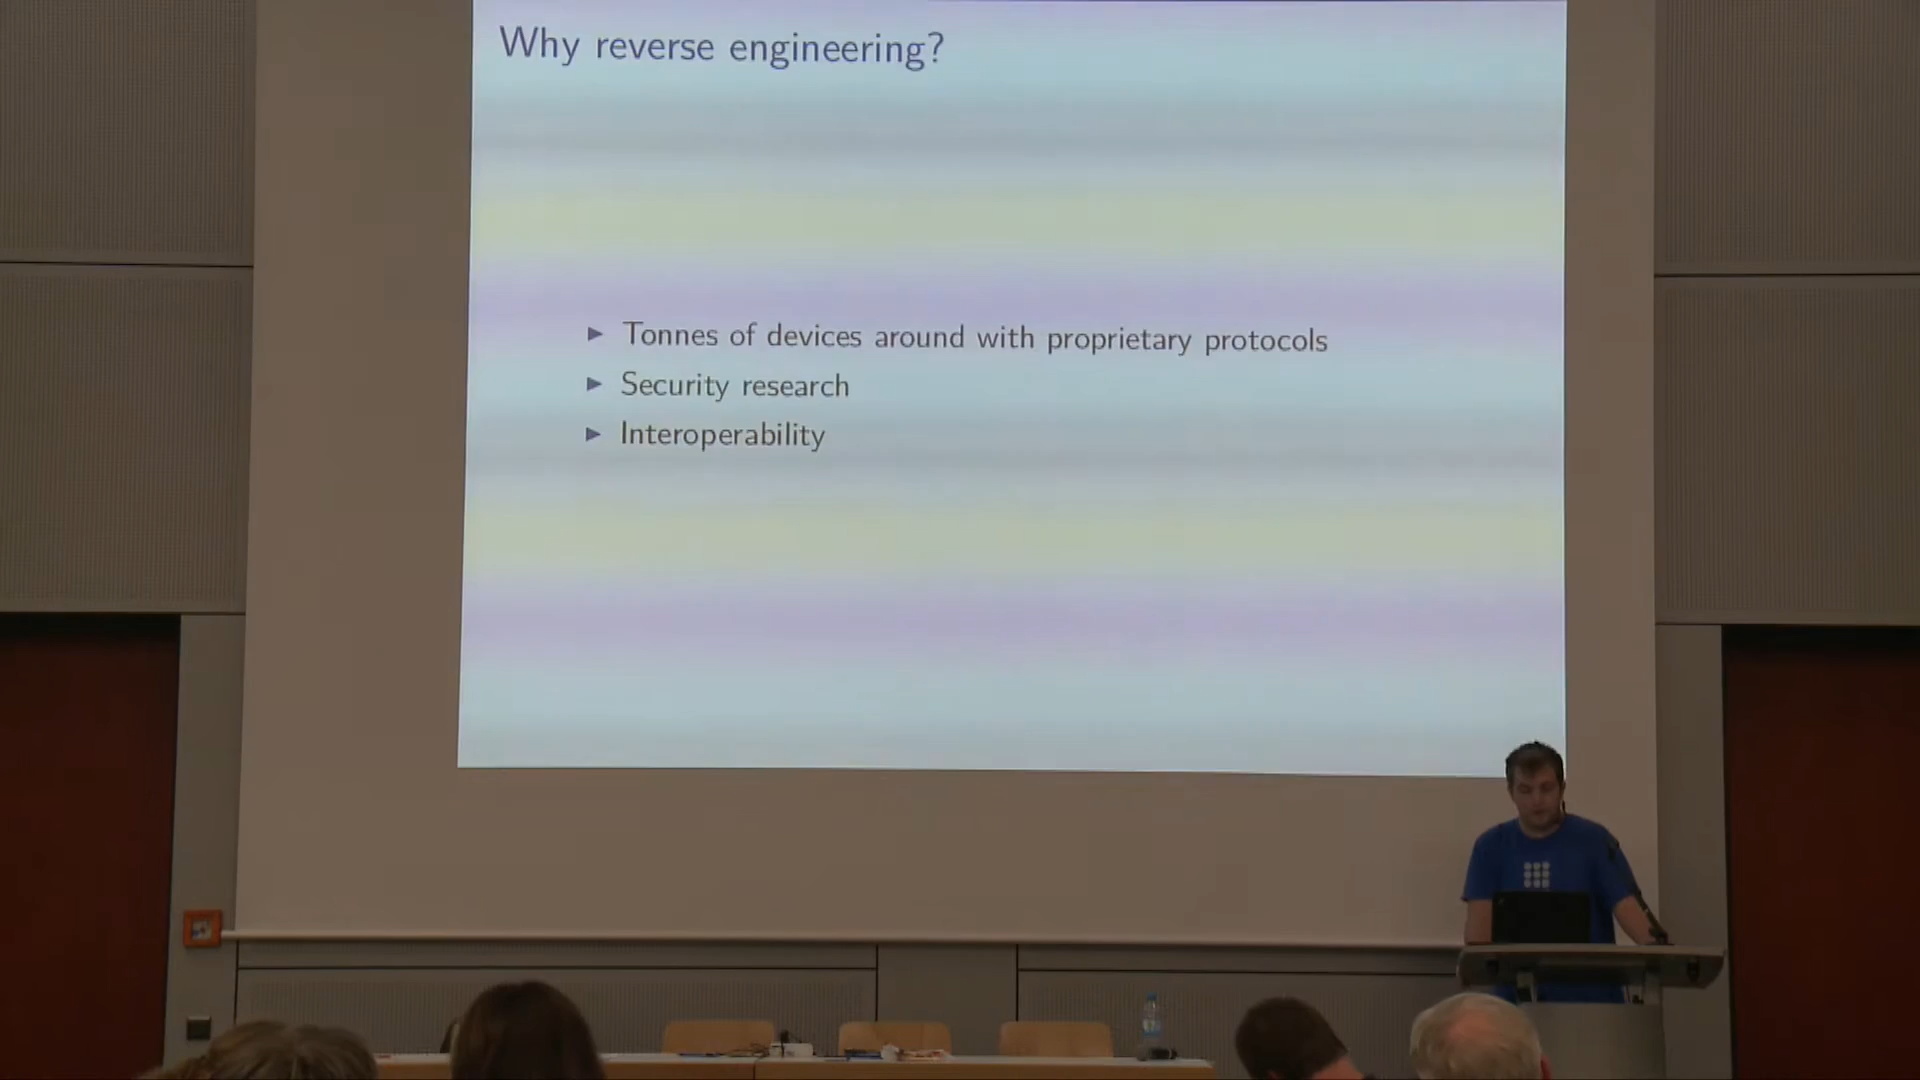 Why reverse engineering?
Tonnes of devices around with proprietary protocols
Security research
Interoperability